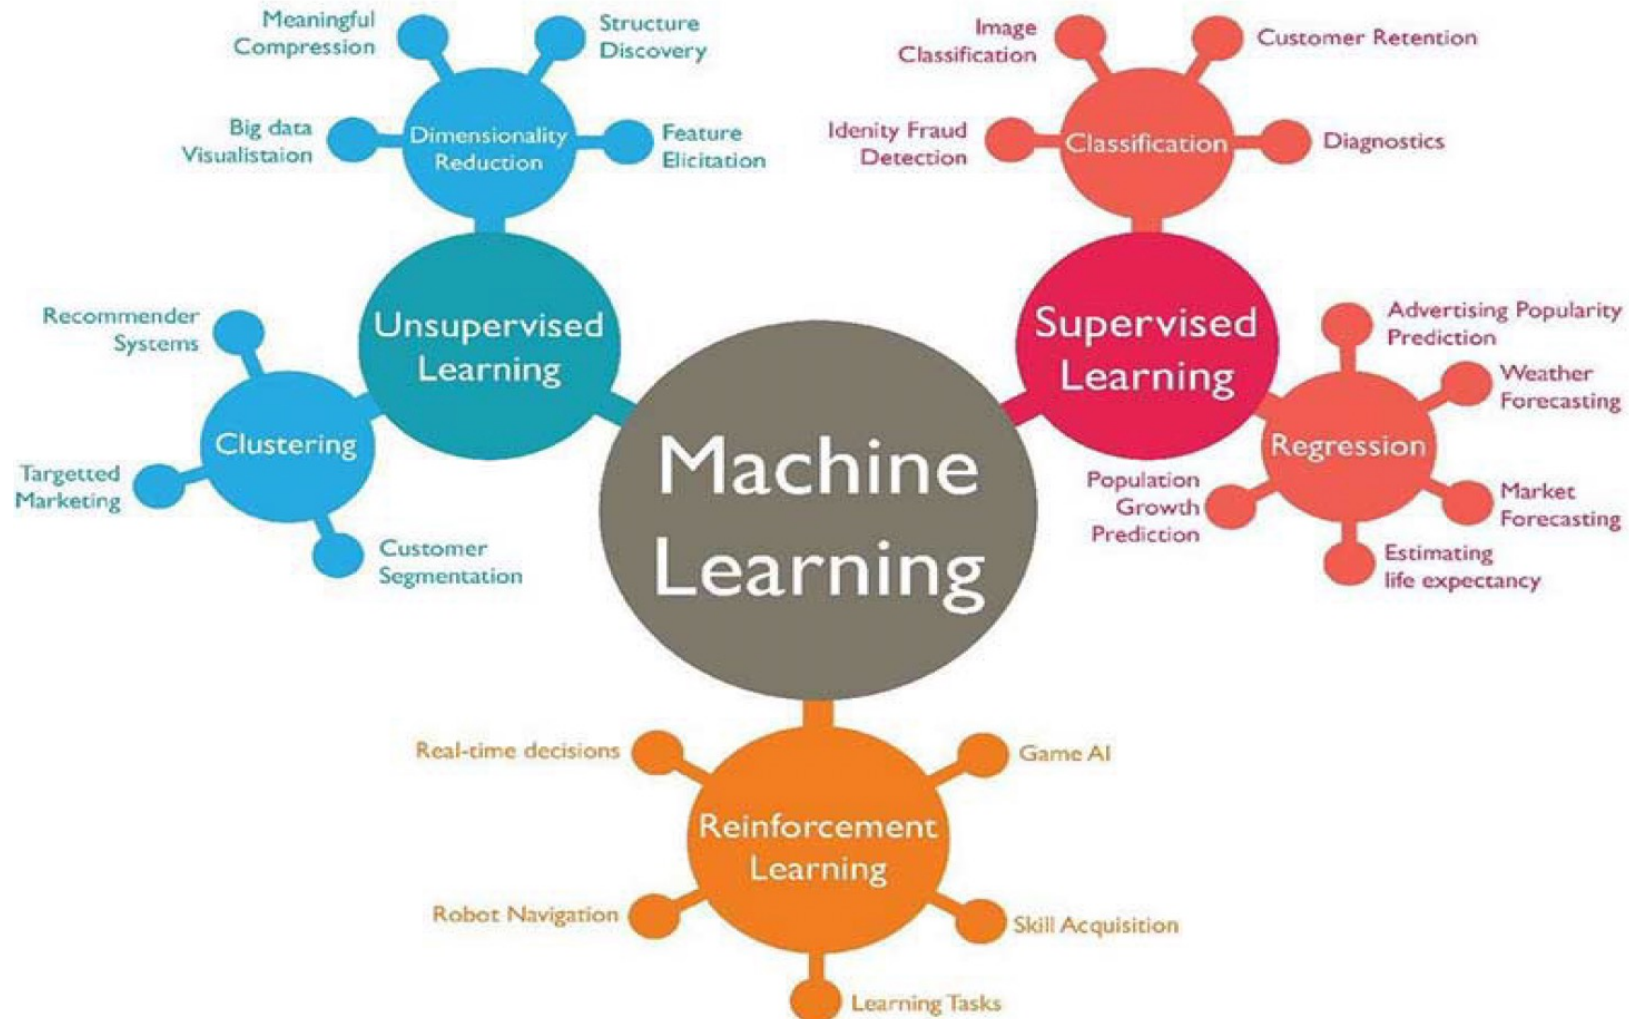 Meaningful
Compression
Structure
Discovery
Big data
Visualistaion
Dimensionality
Reduction
Feature
Elicitation
Image
Classification
Customer Retention
Idenity Fraud
Detection
Classification
Diagnostics
Recommender
Systems
Unsupervised
Learning
Clustering
Targetted
Marketing
Customer
Segmentation
Machine
Learning
Supervised
Learning
Advertising Popularity
Prediction
Weather
Forecasting
Regression
Population
Growth
Prediction
Market
Forecasting
Estimating
life expectancy
Real-time decisions
Game AI
Reinforcement
Learning
Robot Navigation
Skill Acquisition
Learning Tasks